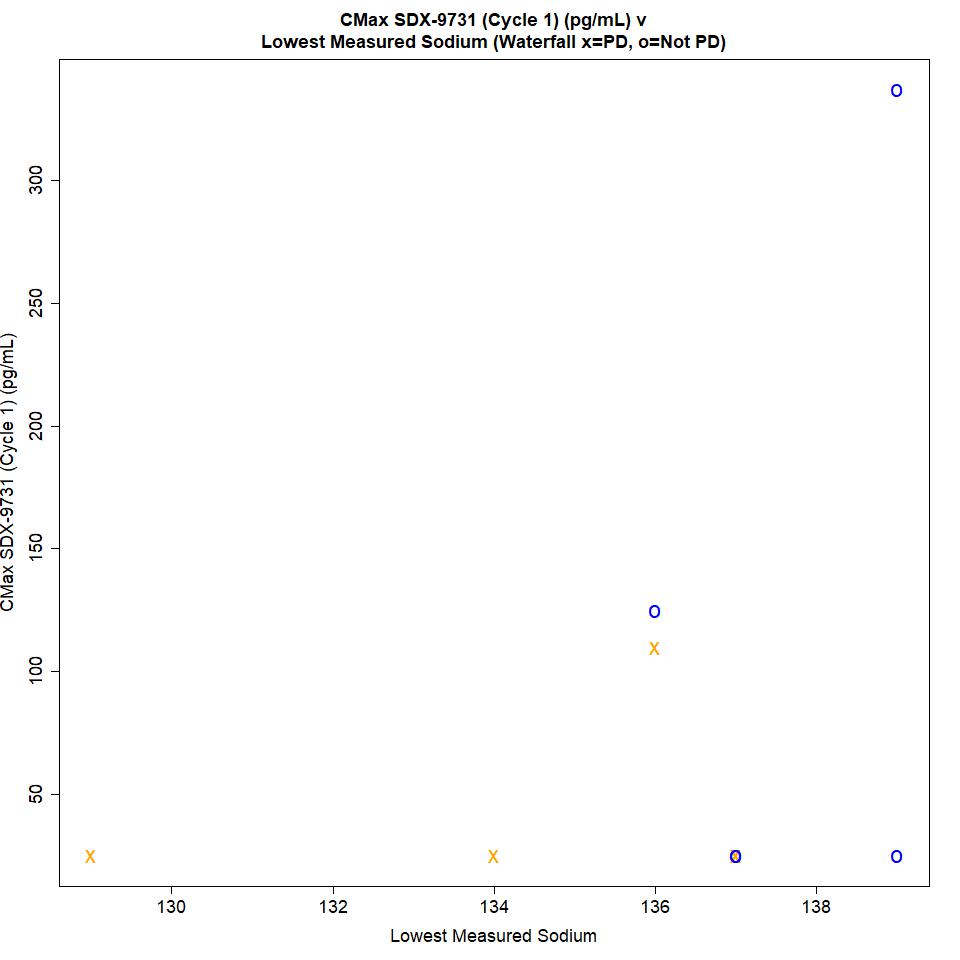 CMax SDX-9731 (Cycle 1) (pg/mL) v
Lowest Measured Sodium (Waterfall x=PD, o=Not PD)
CMax SDX-9731 (Cycle 1) (pg/mL)
300
250
200
150
100
50
o
o
x
x
x
x
o
o
130
132
134
136
138
Lowest Measured Sodium